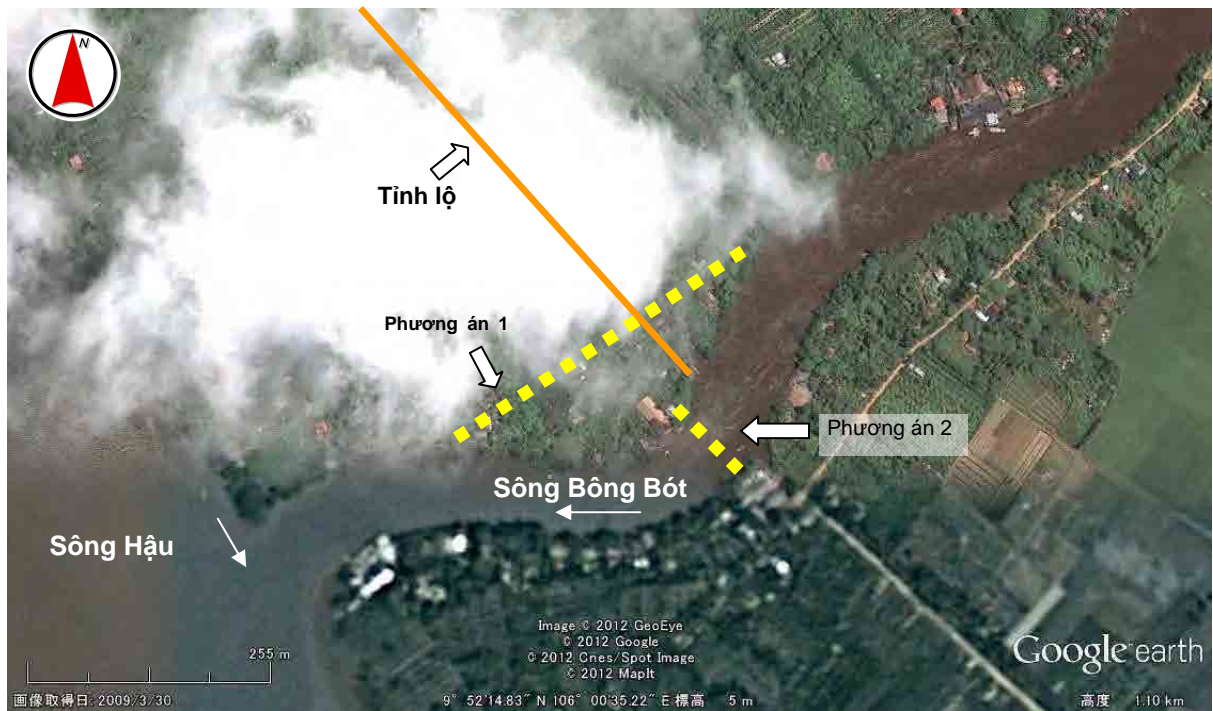 N
Tỉnh lộ
Phương án 1
Phương án 2
Sông Bông Bót
Sông Hậu
Image © 2012 GeoEye
© 2012 Google
© 2012 Cnes/Spot Image
© 2012 MapIt
Google earth
255 m
画像取得日: 2009/3/30
9° 52'14.83" N 106° 00'35.22" E 標高 5 m
高度 1.10 km